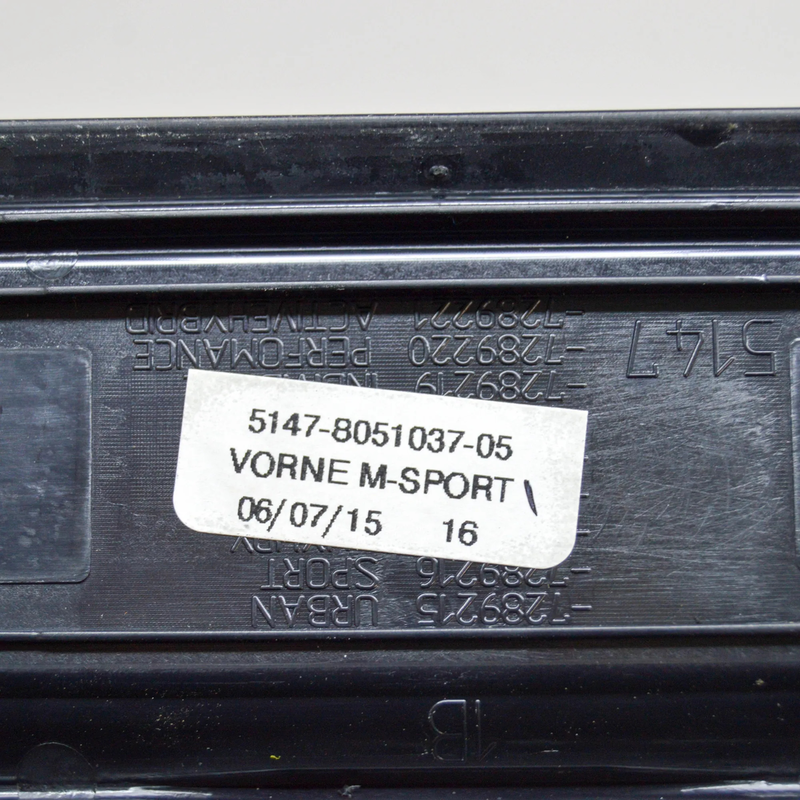 5147
-7289221 ACTIVEHYBRID
-7289220 PERFOMANCE
-7289219
5147-8051037-05
VORNE M-SPORT \
06/07/15 16
-7289216 SPORT
-7289215 URBAN
1B